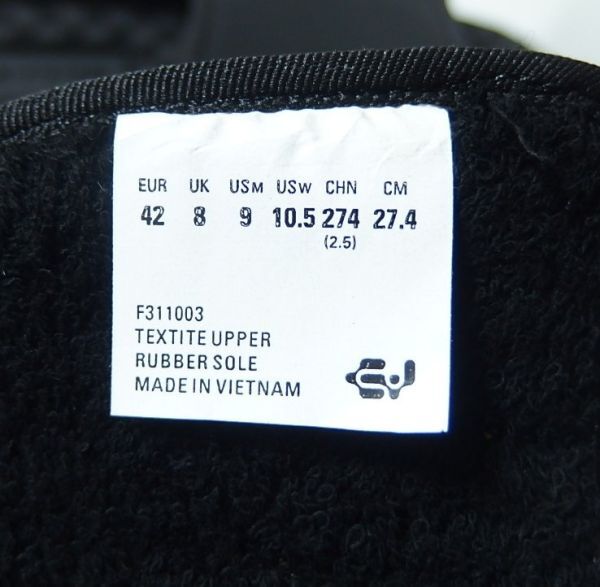 EUR UK USM USW CHN CM
42 8 9 10.5 274 27.4
(2.5)
F311003
TEXTITE UPPER
RUBBER SOLE
MADE IN VIETNAM